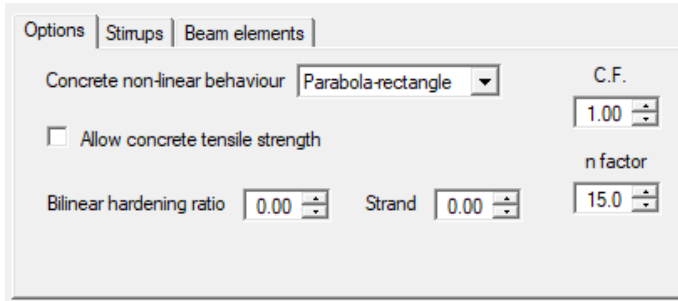 Options Stirrups Beam elements
Concrete non-linear behaviour Parabola-rectangle C.F.
1.00
Allow concrete tensile strength
n factor
Bilinear hardening ratio 0.00 Strand 0.00 15.0